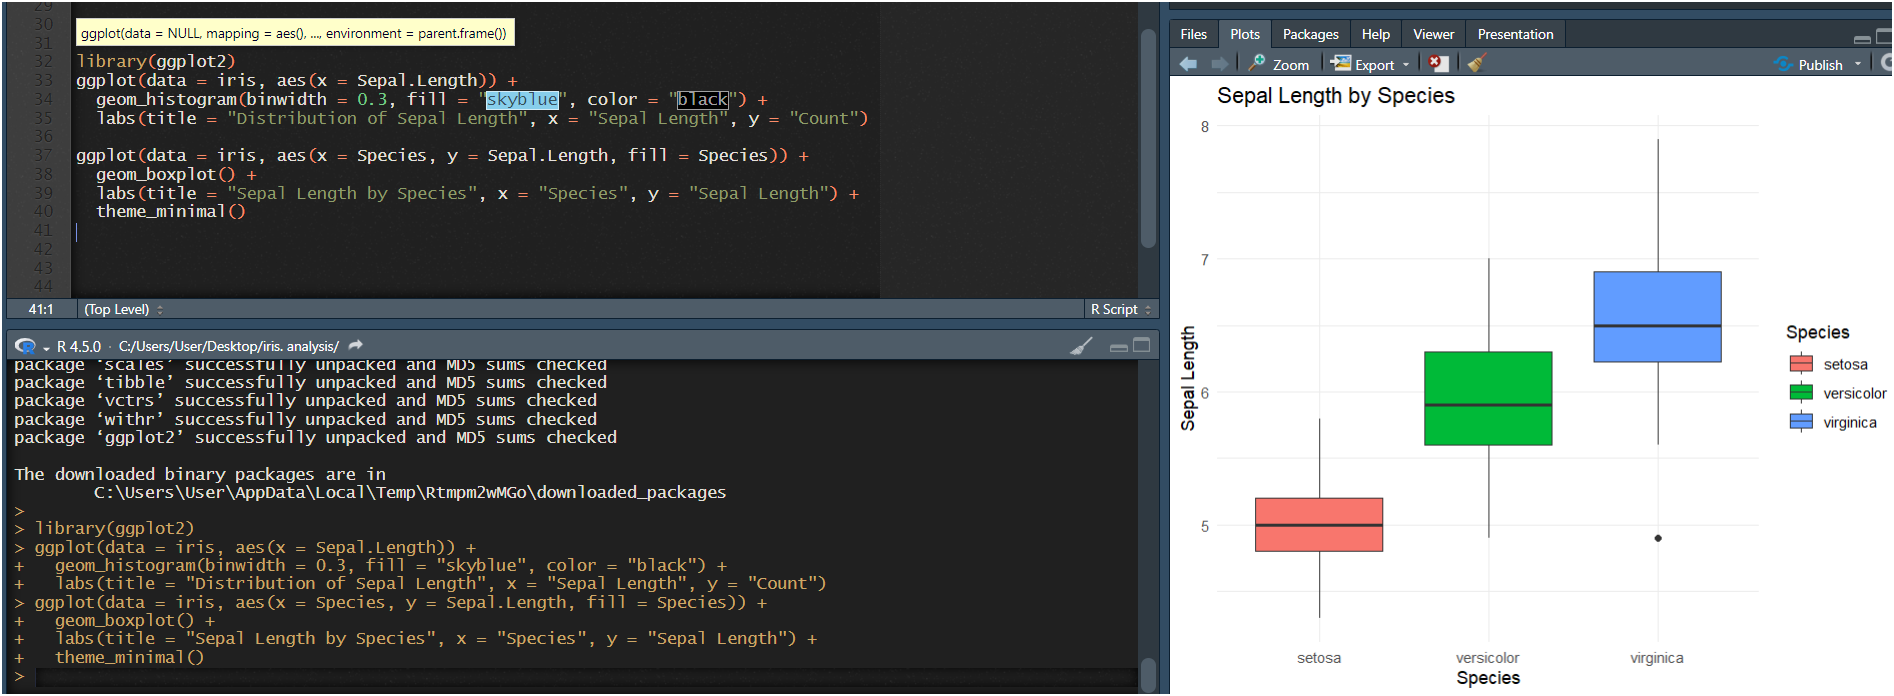 29
30
31
ggplot(data = NULL, mapping = aes(), ..., environment = parent.frame())
32 library(ggplot2)
33 ggplot(data = iris, aes(x = Sepal.Length)) +
34 geom_histogram(binwidth = 0.3, fill = "skyblue", color = "black") +
35 labs(title = "Distribution of Sepal Length", x = "Sepal Length", y = "Count")
36
37 ggplot(data = iris, aes(x = Species, y = Sepal.Length, fill = Species)) +
38 geom_boxplot() +
39 labs(title = "Sepal Length by Species", x = "Species", y = "Sepal Length") +
40 theme_minimal()
41
42
43
44
41:1 (Top Level) R Script
R 4.5.0 · C:/Users/User/Desktop/iris. analysis/
package ‘scales’ successfully unpacked and MD5 sums checked
package ‘tibble’ successfully unpacked and MD5 sums checked
package ‘vctrs’ successfully unpacked and MD5 sums checked
package ‘withr’ successfully unpacked and MD5 sums checked
package ‘ggplot2’ successfully unpacked and MD5 sums checked
The downloaded binary packages are in
C:\Users\User\AppData\Local\Temp\Rtmpm2wMGo\downloaded_packages
>
> library(ggplot2)
> ggplot(data = iris, aes(x = Sepal.Length)) +
+ geom_histogram(binwidth = 0.3, fill = "skyblue", color = "black") +
+ labs(title = "Distribution of Sepal Length", x = "Sepal Length", y = "Count")
> ggplot(data = iris, aes(x = Species, y = Sepal.Length, fill = Species)) +
+ geom_boxplot() +
+ labs(title = "Sepal Length by Species", x = "Species", y = "Sepal Length") +
+ theme_minimal()
>
Files Plots Packages Help Viewer Presentation
Zoom Export Publish
Sepal Length by Species
8
7
6
5
Sepal Length
setosa versicolor virginica
Species
Species
setosa
versicolor
virginica